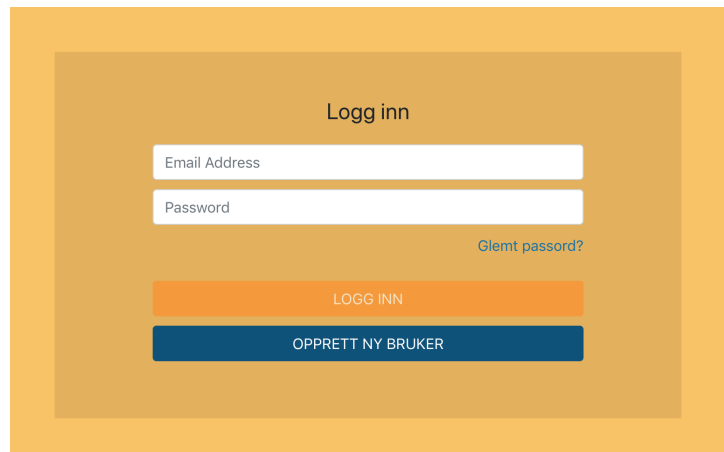 Logg inn
Email Address
Password
Glemt passord?
LOGG INN
OPPRETT NY BRUKER